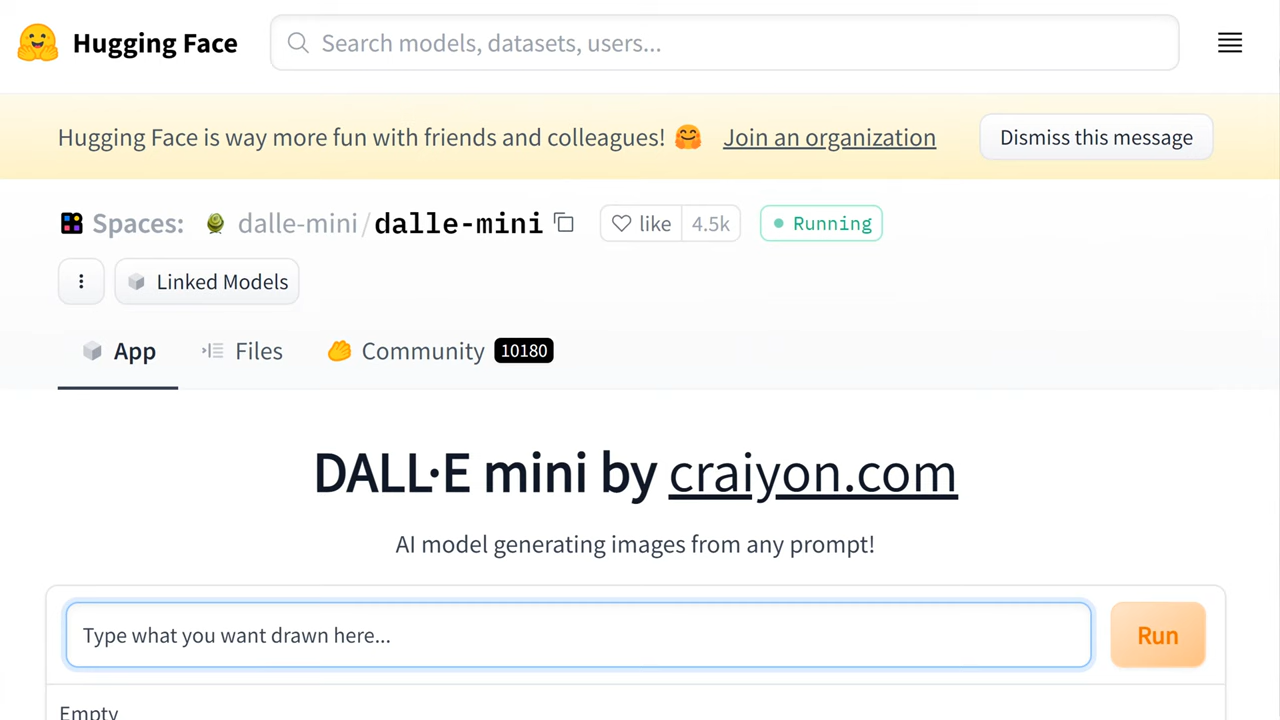 Hugging Face
Search models, datasets, users...
Hugging Face is way more fun with friends and colleagues! 🤗 Join an organization
Dismiss this message
Spaces: dalle-mini/dalle-mini like 4.5k Running
Linked Models
App Files Community 10180
DALL·E mini by craiyon.com
AI model generating images from any prompt!
Type what you want drawn here...
Run
Empty